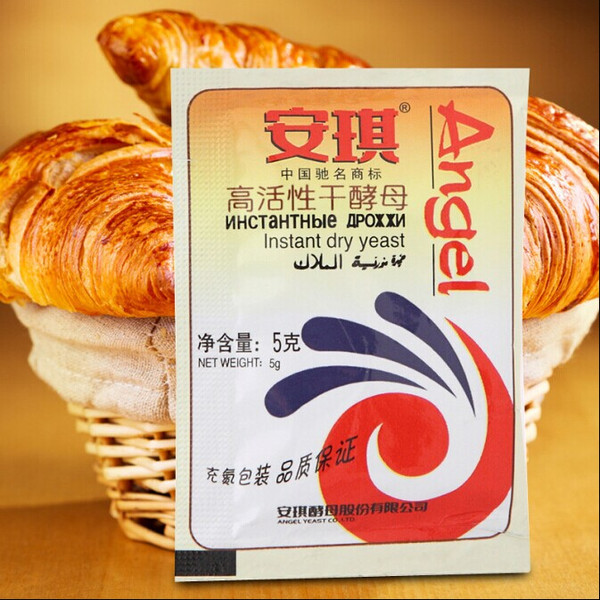 安琪®
中国驰名商标
高活性干酵母
ИНСТАНТНЫЕ ДРОЖЖИ
Instant dry yeast
الملاك
Angel
净含量：5克
NET WEIGHT: 5g
充氮包装 品质保证
安琪酵母股份有限公司
ANGEL YEAST CO.,LTD.